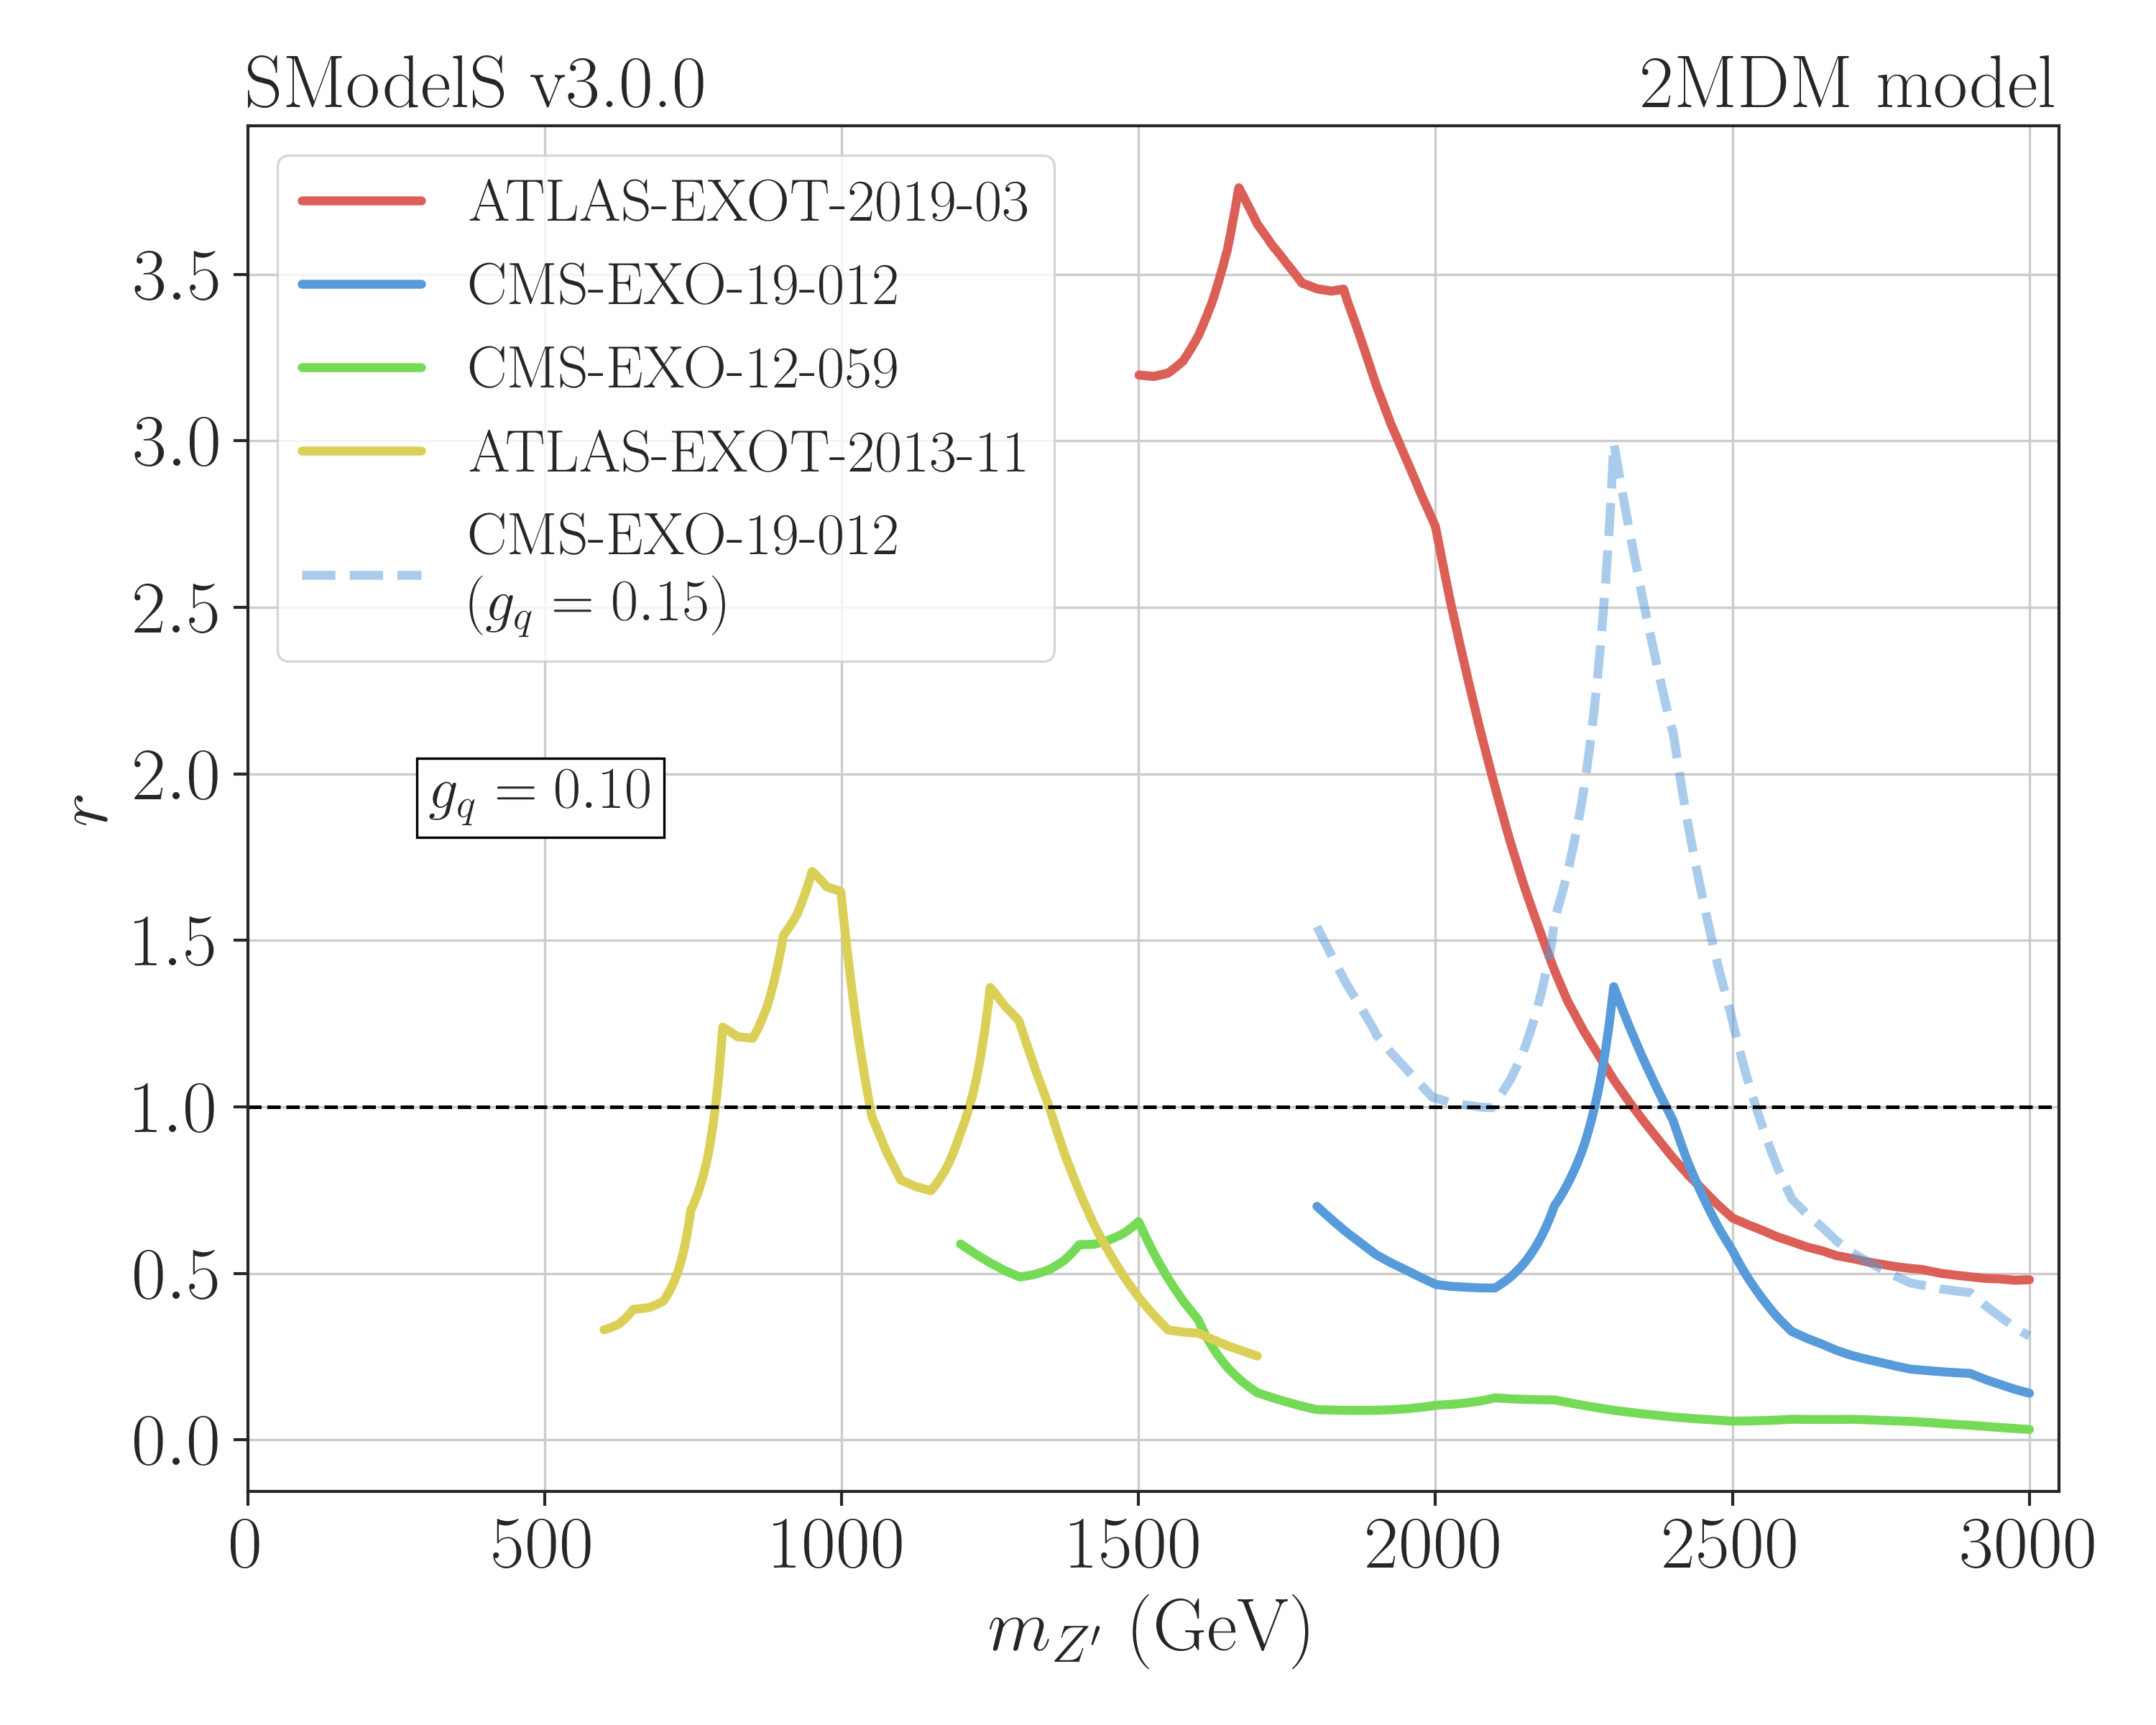 SModelS v3.0.0
2MDM model
ATLAS-EXOT-2019-03
CMS-EXO-19-012
CMS-EXO-12-059
ATLAS-EXOT-2013-11
CMS-EXO-19-012
(g_q = 0.15)
g_q = 0.10
3.5
3.0
2.5
2.0
1.5
1.0
0.5
0.0
r
0 500 1000 1500 2000 2500 3000
m_{Z'} (GeV)